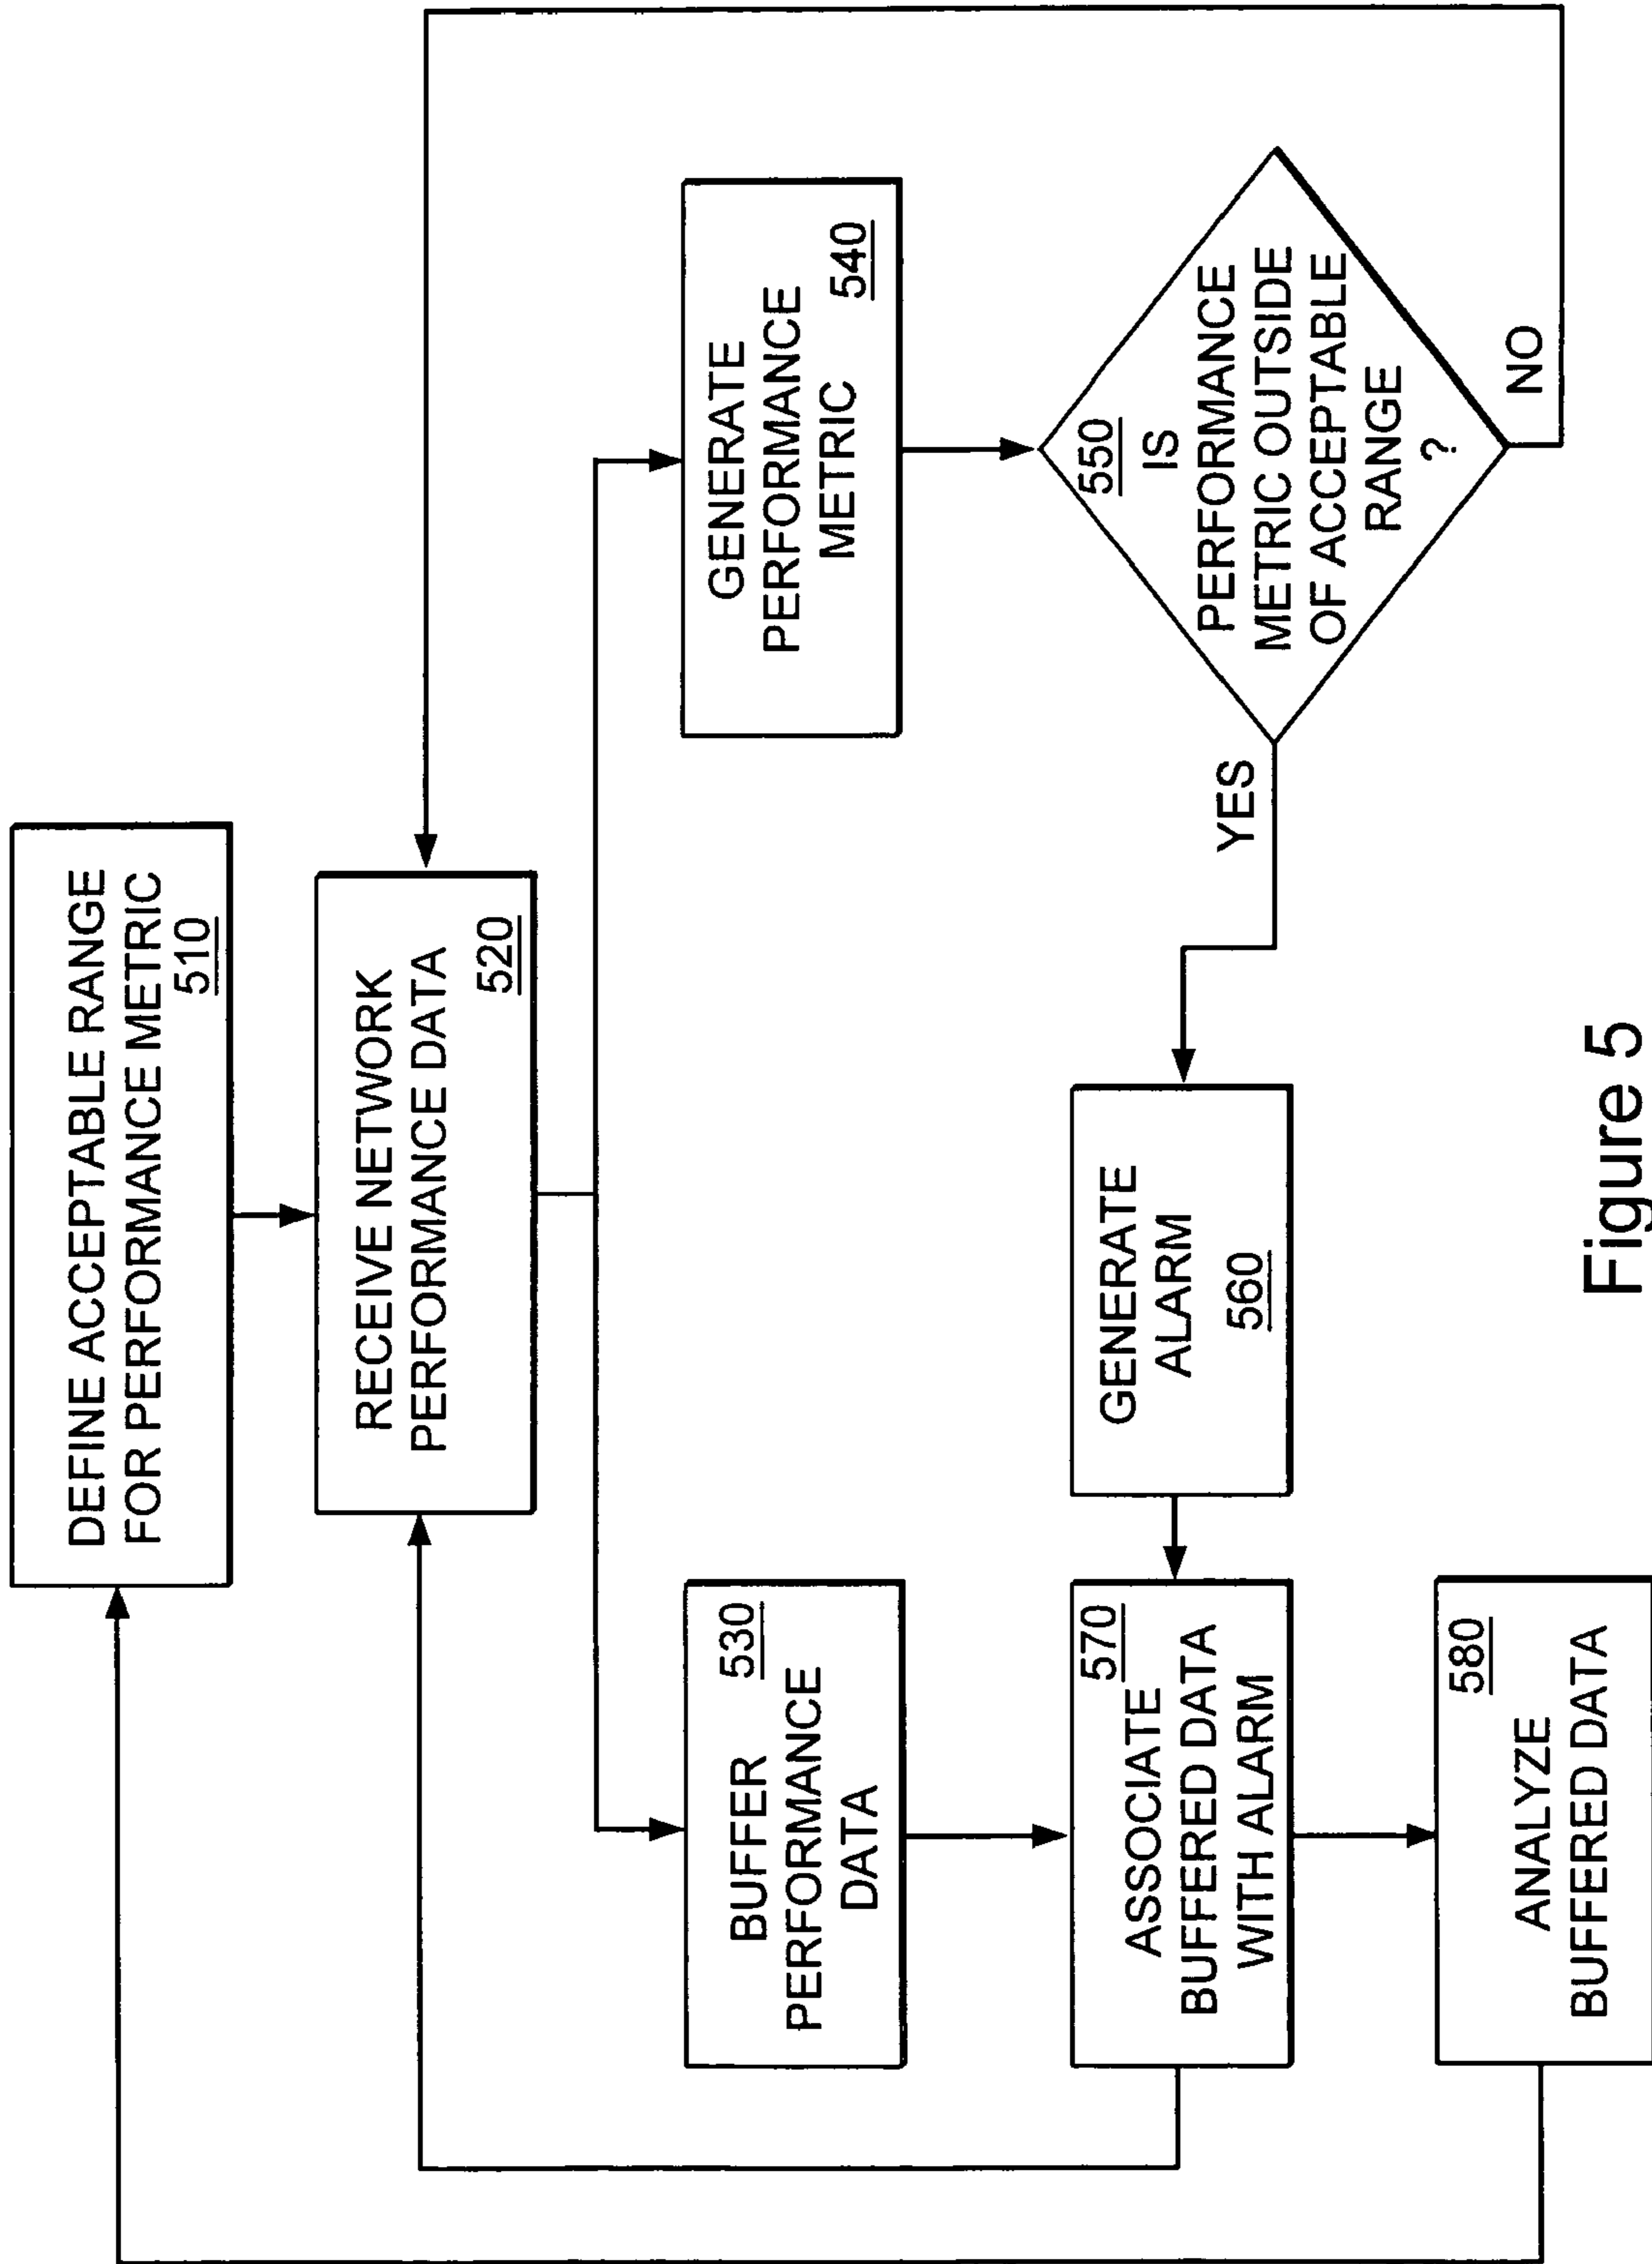 DEFINE ACCEPTABLE RANGE
FOR PERFORMANCE METRIC
510
RECEIVE NETWORK
PERFORMANCE DATA
520
BUFFER
530
PERFORMANCE
DATA
GENERATE
PERFORMANCE
METRIC
540
550
IS
PERFORMANCE
METRIC OUTSIDE
OF ACCEPTABLE
RANGE
?
YES
NO
GENERATE
ALARM
560
570
ASSOCIATE
BUFFERED DATA
WITH ALARM
580
ANALYZE
BUFFERED DATA
Figure 5